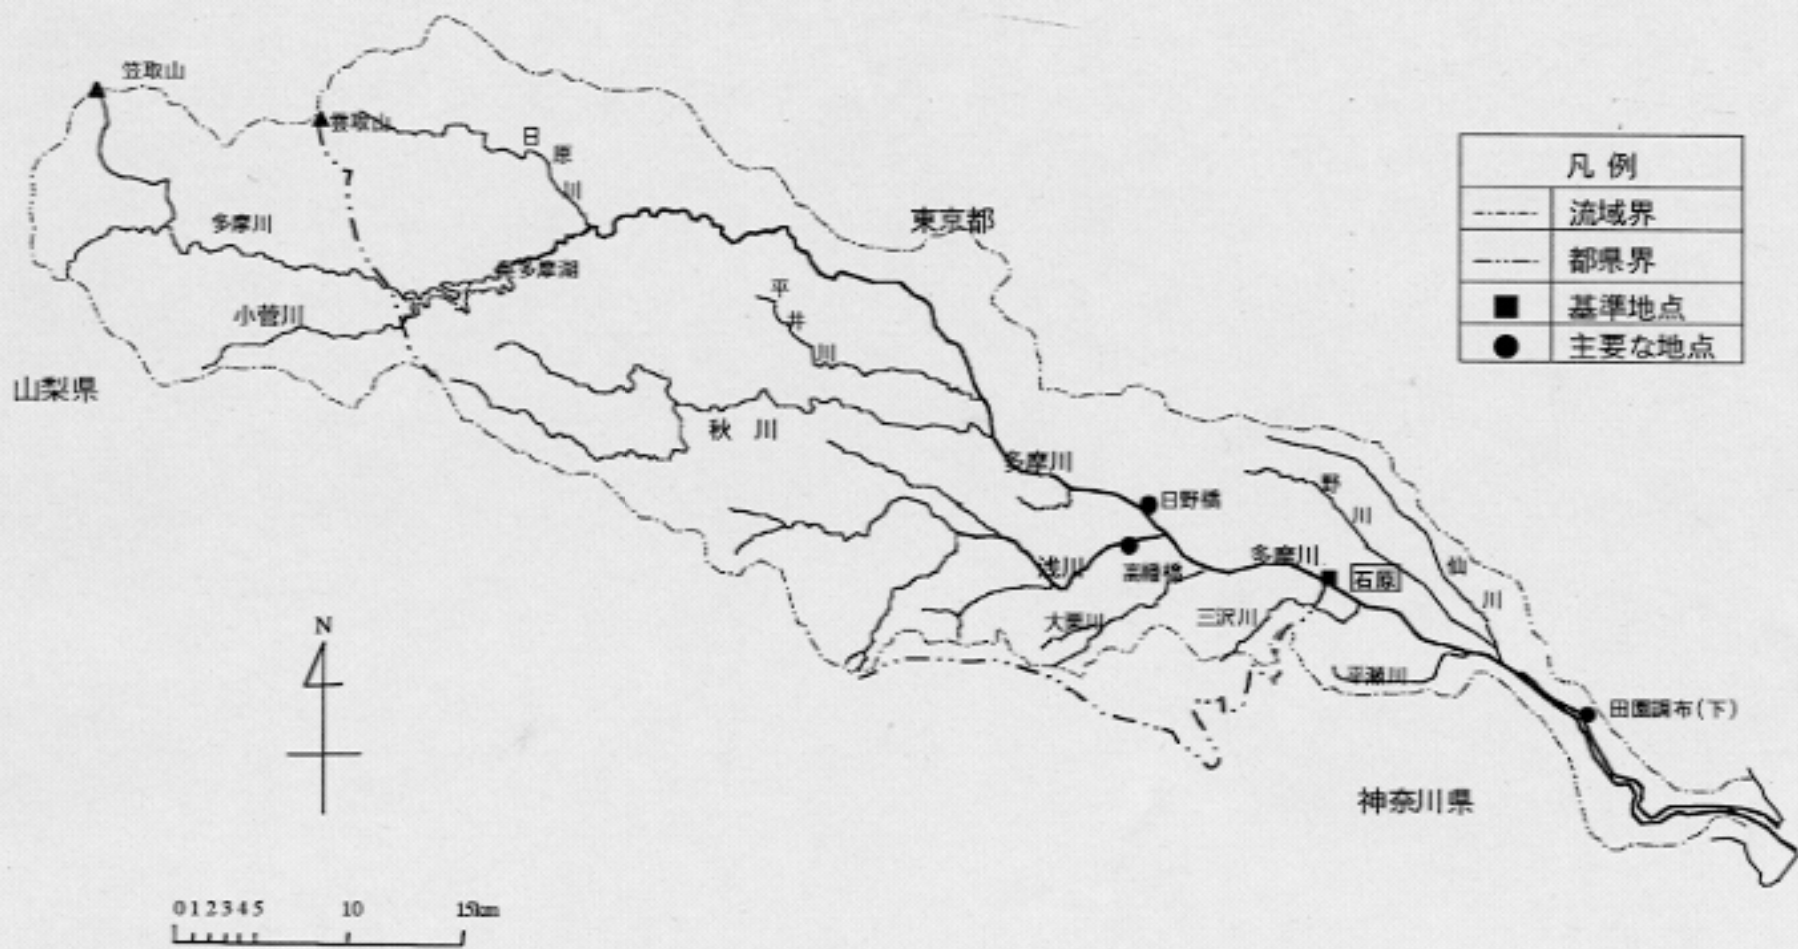 笠取山
雲取山
日原川
多摩川
奥多摩湖
小菅川
山梨県
東京都
平井川
秋川
多摩川
日野橋
浅川
高幡橋
大栗川
三沢川
多摩川
石原
野川
仙川
平瀬川
田園調布(下)
神奈川県
凡例
流域界
都県界
基準地点
主要な地点
N
0 1 2 3 4 5 10 15km